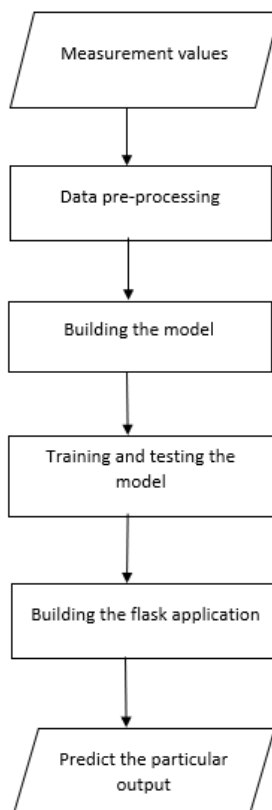 Measurement values
Data pre-processing
Building the model
Training and testing the
model
Building the flask application
Predict the particular
output